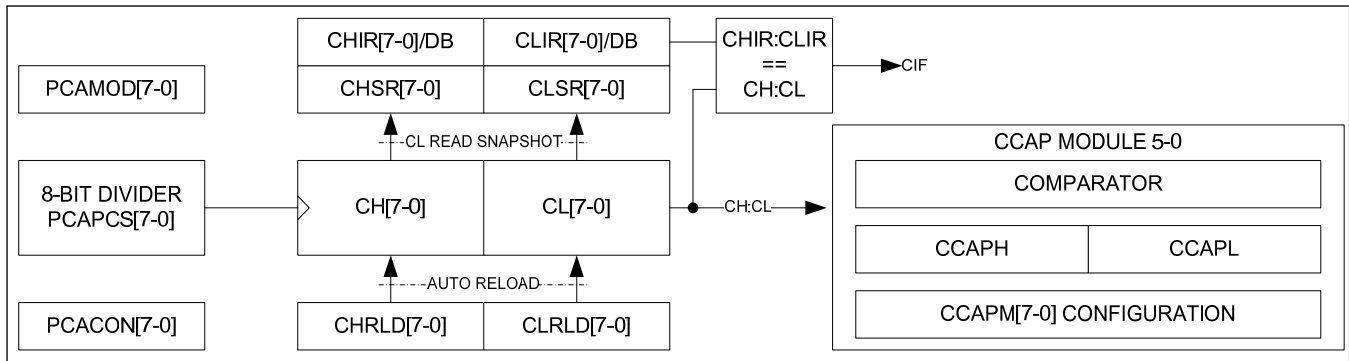 CHIR[7-0]/DB CLIR[7-0]/DB
CHIR:CLIR
==
CH:CL
CIF
PCAMOD[7-0]
CHSR[7-0] CLSR[7-0]
CL READ SNAPSHOT
8-BIT DIVIDER
PCAPCS[7-0]
CH[7-0] CL[7-0]
CH:CL
AUTO RELOAD
PCACON[7-0]
CHRLD[7-0] CLRLD[7-0]
CCAP MODULE 5-0
COMPARATOR
CCAPH CCAPL
CCAPM[7-0] CONFIGURATION